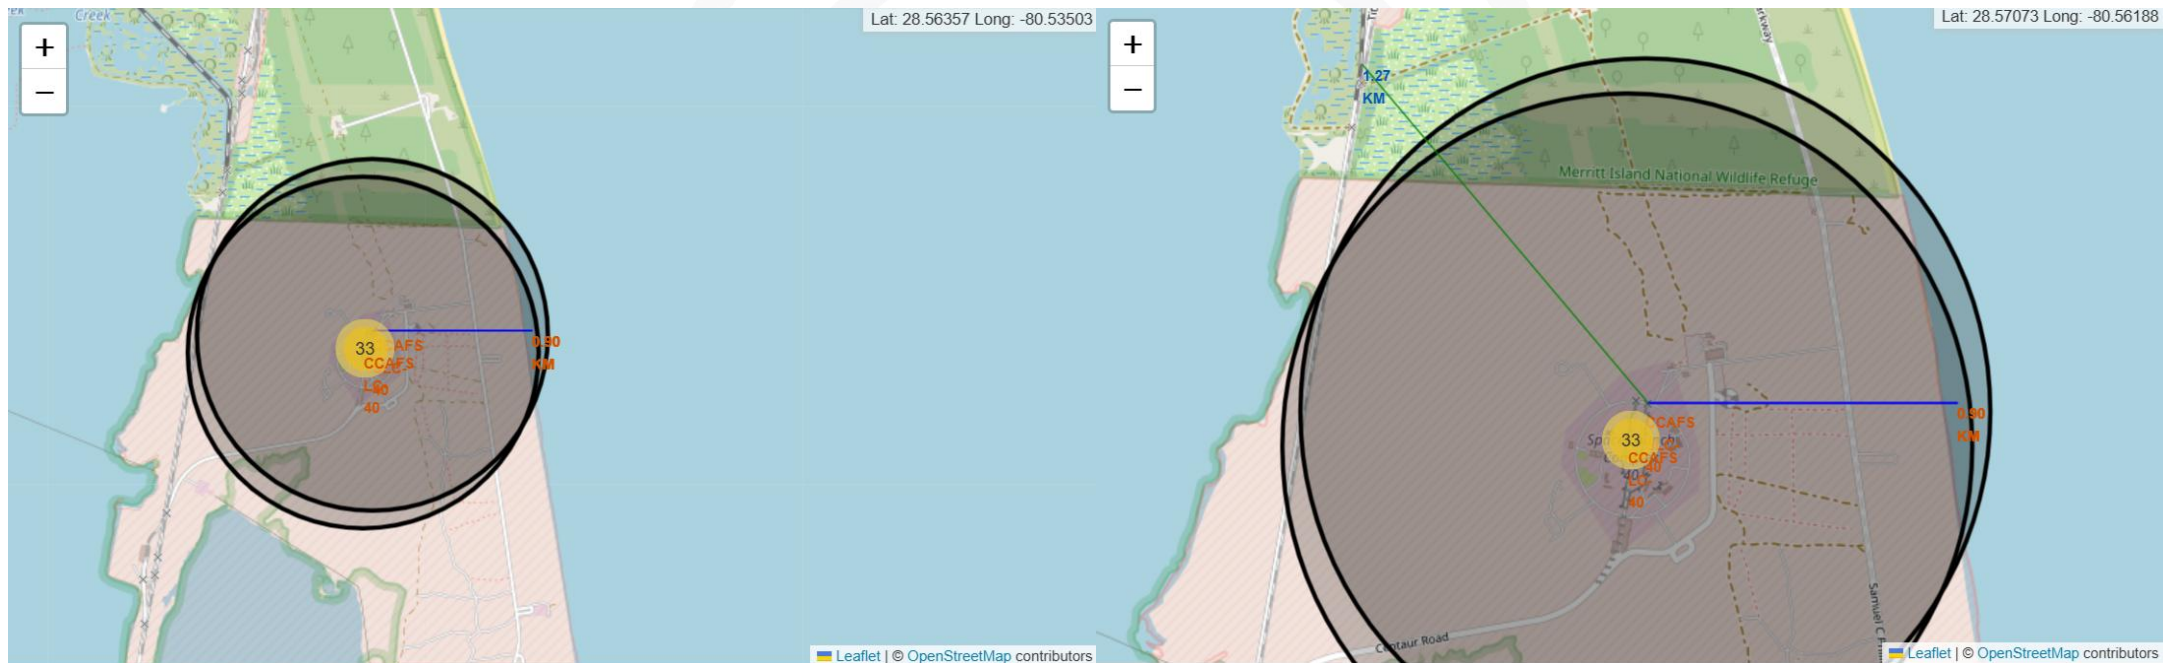 Creek
Lat: 28.56357 Long: -80.53503
+
−
33
AFS
CCAFS
LC-
40
40
0.90
KM
Leaflet | © OpenStreetMap contributors
Lat: 28.57073 Long: -80.56188
+
−
1.27
KM
Merritt Island National Wildlife Refuge
CCAFS
33
CCAFS
40
LC-
40
0.90
KM
Centaur Road
Samuel C
Leaflet | © OpenStreetMap contributors